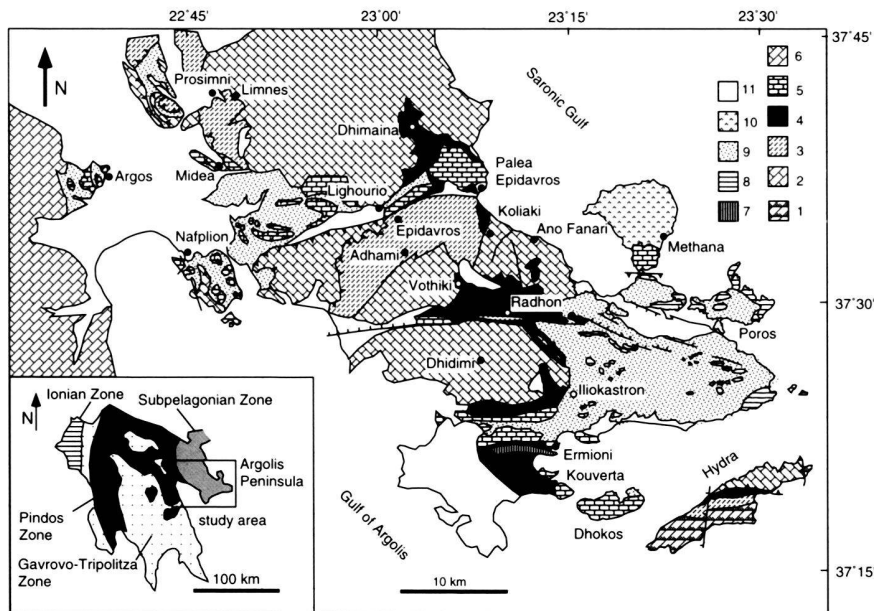 22°45' 23°00' 23°15' 23°30'
37°45'
N
Prosimni
Limnes
Saronic Gulf
6
11 5
10 4
9 3
8 2
7 1
Dhimaina
Argos
Midea
Lighourio
Palea
Epidavros
Koliaki
Nafplion
Epidavros
Ano Fanari
Methana
Adhami
Vothiki
Radhon
37°30'
Poros
Dhidimi
Iliokastron
Ermioni
Kouverta
Hydra
Dhokos
Gulf of Argolis
37°15'
10 km
Ionian Zone
Subpelagonian Zone
N
Argolis
Peninsula
study area
Pindos
Zone
Gavrovo-Tripolitza
Zone
100 km